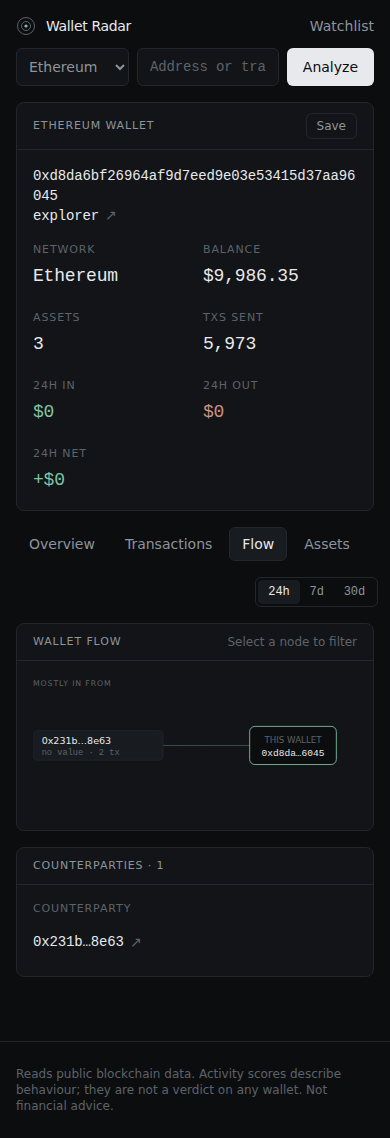 Wallet Radar
Watchlist
Ethereum
Address or tra
Analyze
ETHEREUM WALLET
Save
0xd8da6bf26964af9d7eed9e03e53415d37aa96
045
explorer ↗
NETWORK
BALANCE
Ethereum
$9,986.35
ASSETS
TXS SENT
3
5,973
24H IN
24H OUT
$0
$0
24H NET
+$0
Overview
Transactions
Flow
Assets
24h
7d
30d
WALLET FLOW
Select a node to filter
MOSTLY IN FROM
0x231b…8e63
no value · 2 tx
THIS WALLET
0xd8da…6045
COUNTERPARTIES · 1
COUNTERPARTY
0x231b…8e63 ↗
Reads public blockchain data. Activity scores describe
behaviour; they are not a verdict on any wallet. Not
financial advice.